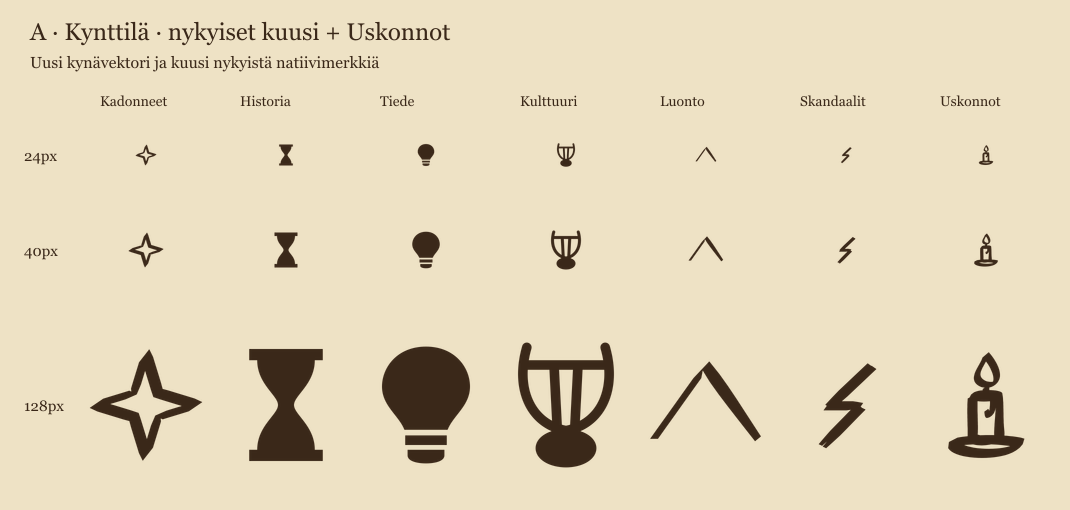 A · Kynttilä · nykyiset kuusi + Uskonnot
Uusi kynävektori ja kuusi nykyistä natiivimerkkiä
Kadonneet Historia Tiede Kulttuuri Luonto Skandaalit Uskonnot
24px
40px
128px